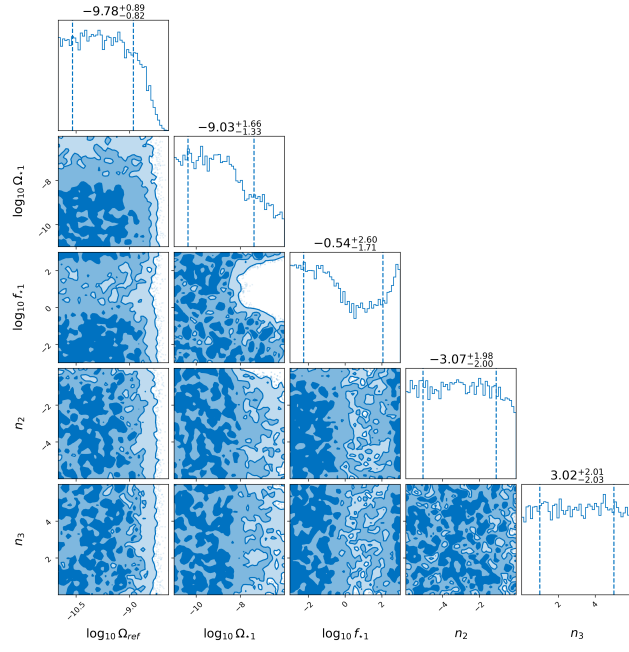 −9.78+0.89−0.82
−9.03+1.66−1.33
−0.54+2.60−1.71
−3.07+1.98−2.00
3.02+2.01−2.03
log10 Ω*1
−8
−10
log10 f*1
2
0
−2
n2
−2
−4
n3
4
2
−10.5
−9.0
−10
−8
−2
0
2
−4
−2
2
4
log10 Ωref
log10 Ω*1
log10 f*1
n2
n3